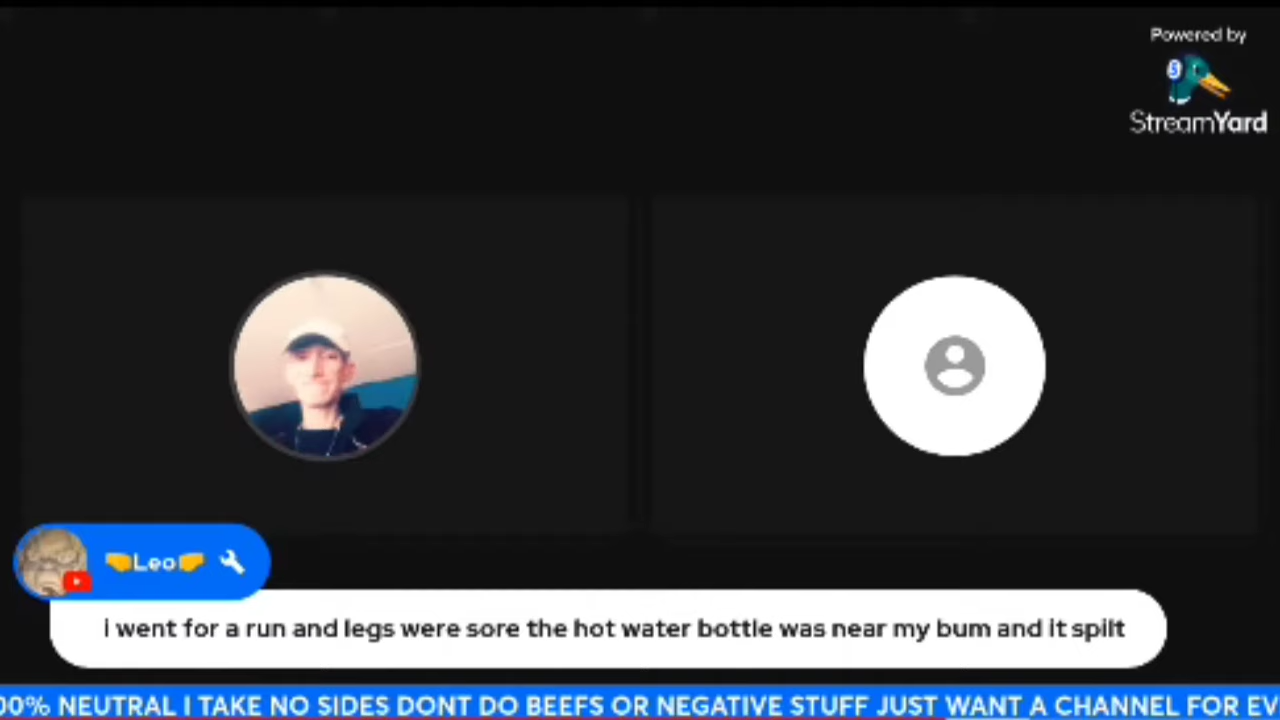 Powered by
StreamYard
Leo
i went for a run and legs were sore the hot water bottle was near my bum and it spilt
00% NEUTRAL I TAKE NO SIDES DONT DO BEEFS OR NEGATIVE STUFF JUST WANT A CHANNEL FOR EV